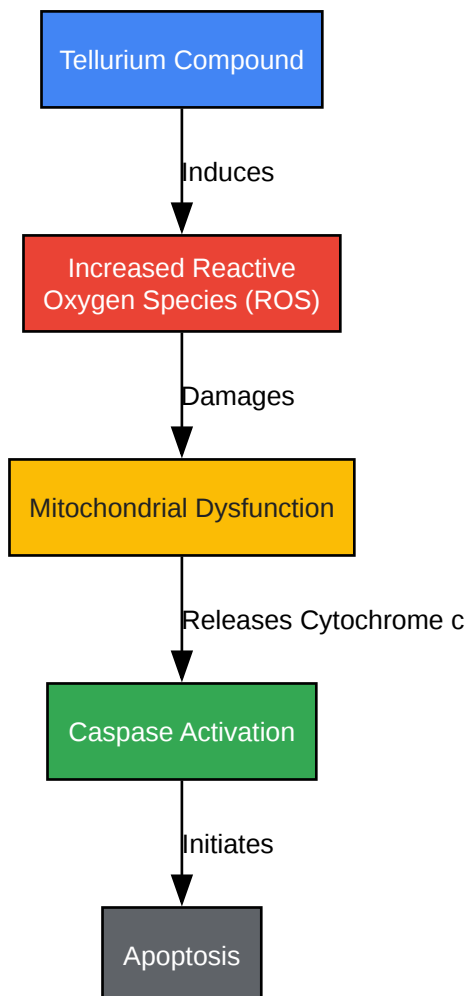 Tellurium Compound
Induces
Increased Reactive
Oxygen Species (ROS)
Damages
Mitochondrial Dysfunction
Releases Cytochrome c
Caspase Activation
Initiates
Apoptosis